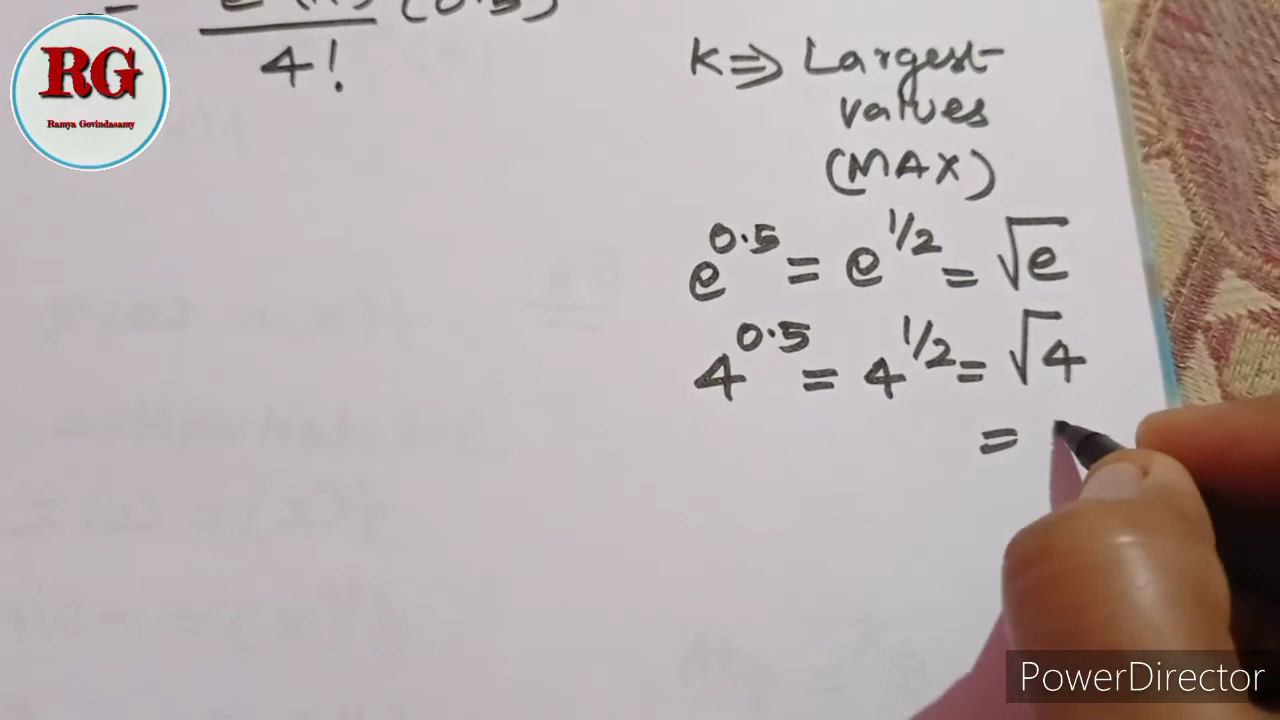 RG
Ramya Govindasamy
4!
K ⇒ Largest
values
(MAX)
e^0.5 = e^1/2 = √e
4^0.5 = 4^1/2 = √4
=
PowerDirector